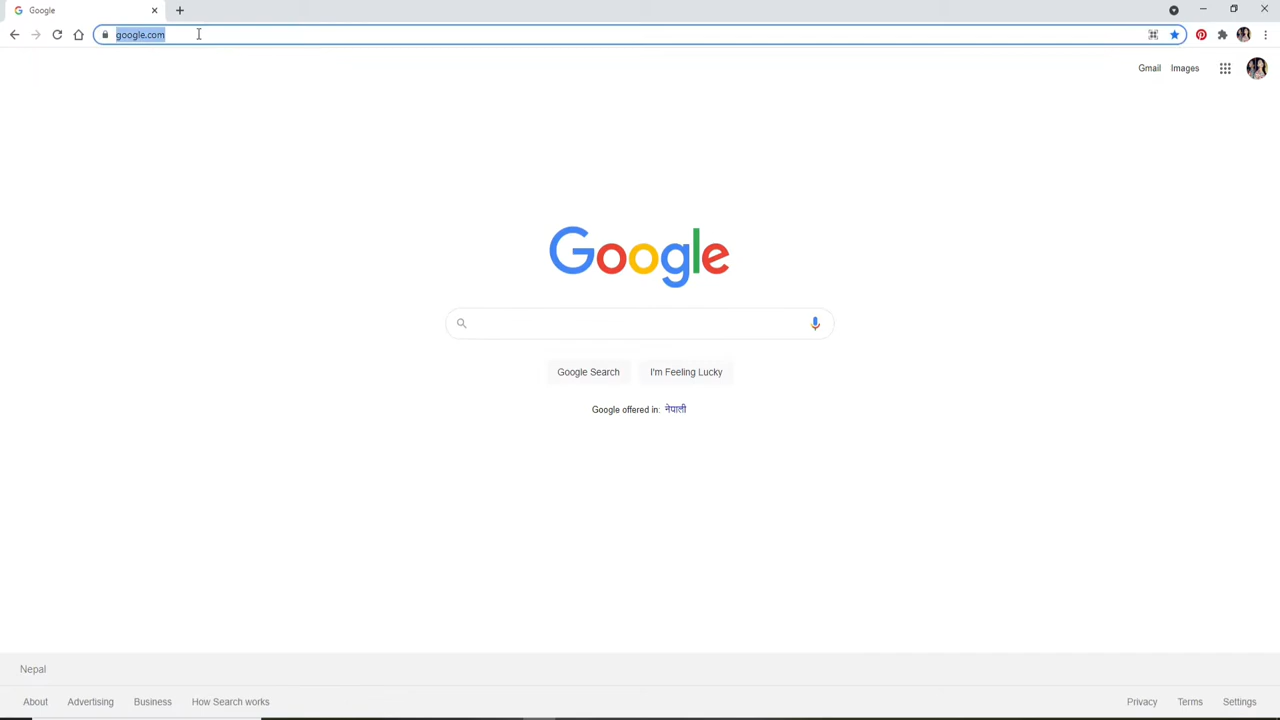 Google
google.com
Gmail Images
Google
Google Search I'm Feeling Lucky
Google offered in: नेपाली
Nepal
About Advertising Business How Search works Privacy Terms Settings